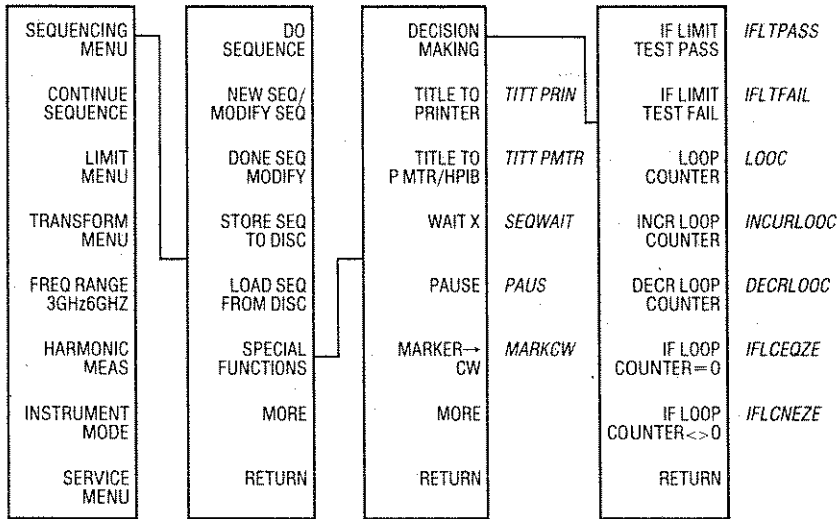 SEQUENCING
MENU
CONTINUE
SEQUENCE
LIMIT
MENU
TRANSFORM
MENU
FREQ RANGE
3GHz6GHZ
HARMONIC
MEAS
INSTRUMENT
MODE
SERVICE
MENU
DO
SEQUENCE
NEW SEQ/
MODIFY SEQ
DONE SEQ
MODIFY
STORE SEQ
TO DISC
LOAD SEQ
FROM DISC
SPECIAL
FUNCTIONS
MORE
RETURN
DECISION
MAKING
TITLE TO
PRINTER
TITT PRIN
TITLE TO
P MTR/HPIB
TITT PMTR
WAIT X
SEQWAIT
PAUSE
PAUS
MARKER→
CW
MARKCW
MORE
RETURN
IF LIMIT
TEST PASS
IFLTPASS
IF LIMIT
TEST FAIL
IFLTFAIL
LOOP
COUNTER
LOOC
INCR LOOP
COUNTER
INCURLOOC
DECR LOOP
COUNTER
DECRLOOC
IF LOOP
COUNTER=0
IFLCEQZE
IF LOOP
COUNTER<>0
IFLCNEZE
RETURN